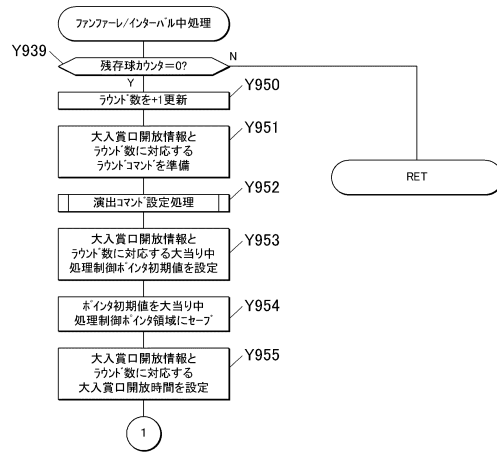 ファンファーレ/インターバル中処理
Y939
残存球カウンタ=0?
N
Y
Y950
ラウンド数を+1更新
Y951
大入賞口開放情報と
ラウンド数に対応する
ラウンドコマンドを準備
RET
Y952
演出コマンド設定処理
Y953
大入賞口開放情報と
ラウンド数に対応する大当り中
処理制御ポインタ初期値を設定
Y954
ポインタ初期値を大当り中
処理制御ポインタ領域にセーブ
Y955
大入賞口開放情報と
ラウンド数に対応する
大入賞口開放時間を設定
1